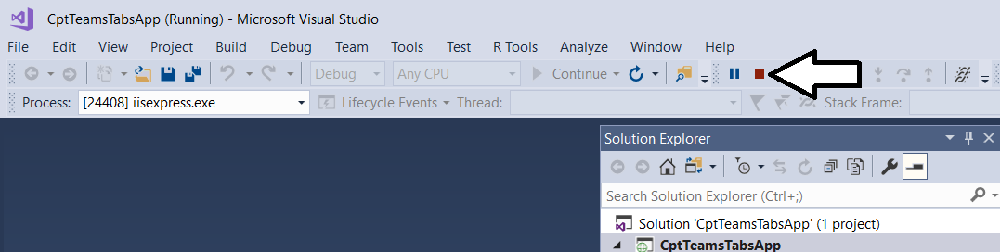 CptTeamsTabsApp (Running) - Microsoft Visual Studio
File Edit View Project Build Debug Team Tools Test R Tools Analyze Window Help
Debug Any CPU Continue
Process: [24408] iisexpress.exe Lifecycle Events Thread: Stack Frame:
Solution Explorer
Search Solution Explorer (Ctrl+;)
Solution 'CptTeamsTabsApp' (1 project)
CptTeamsTabsApp